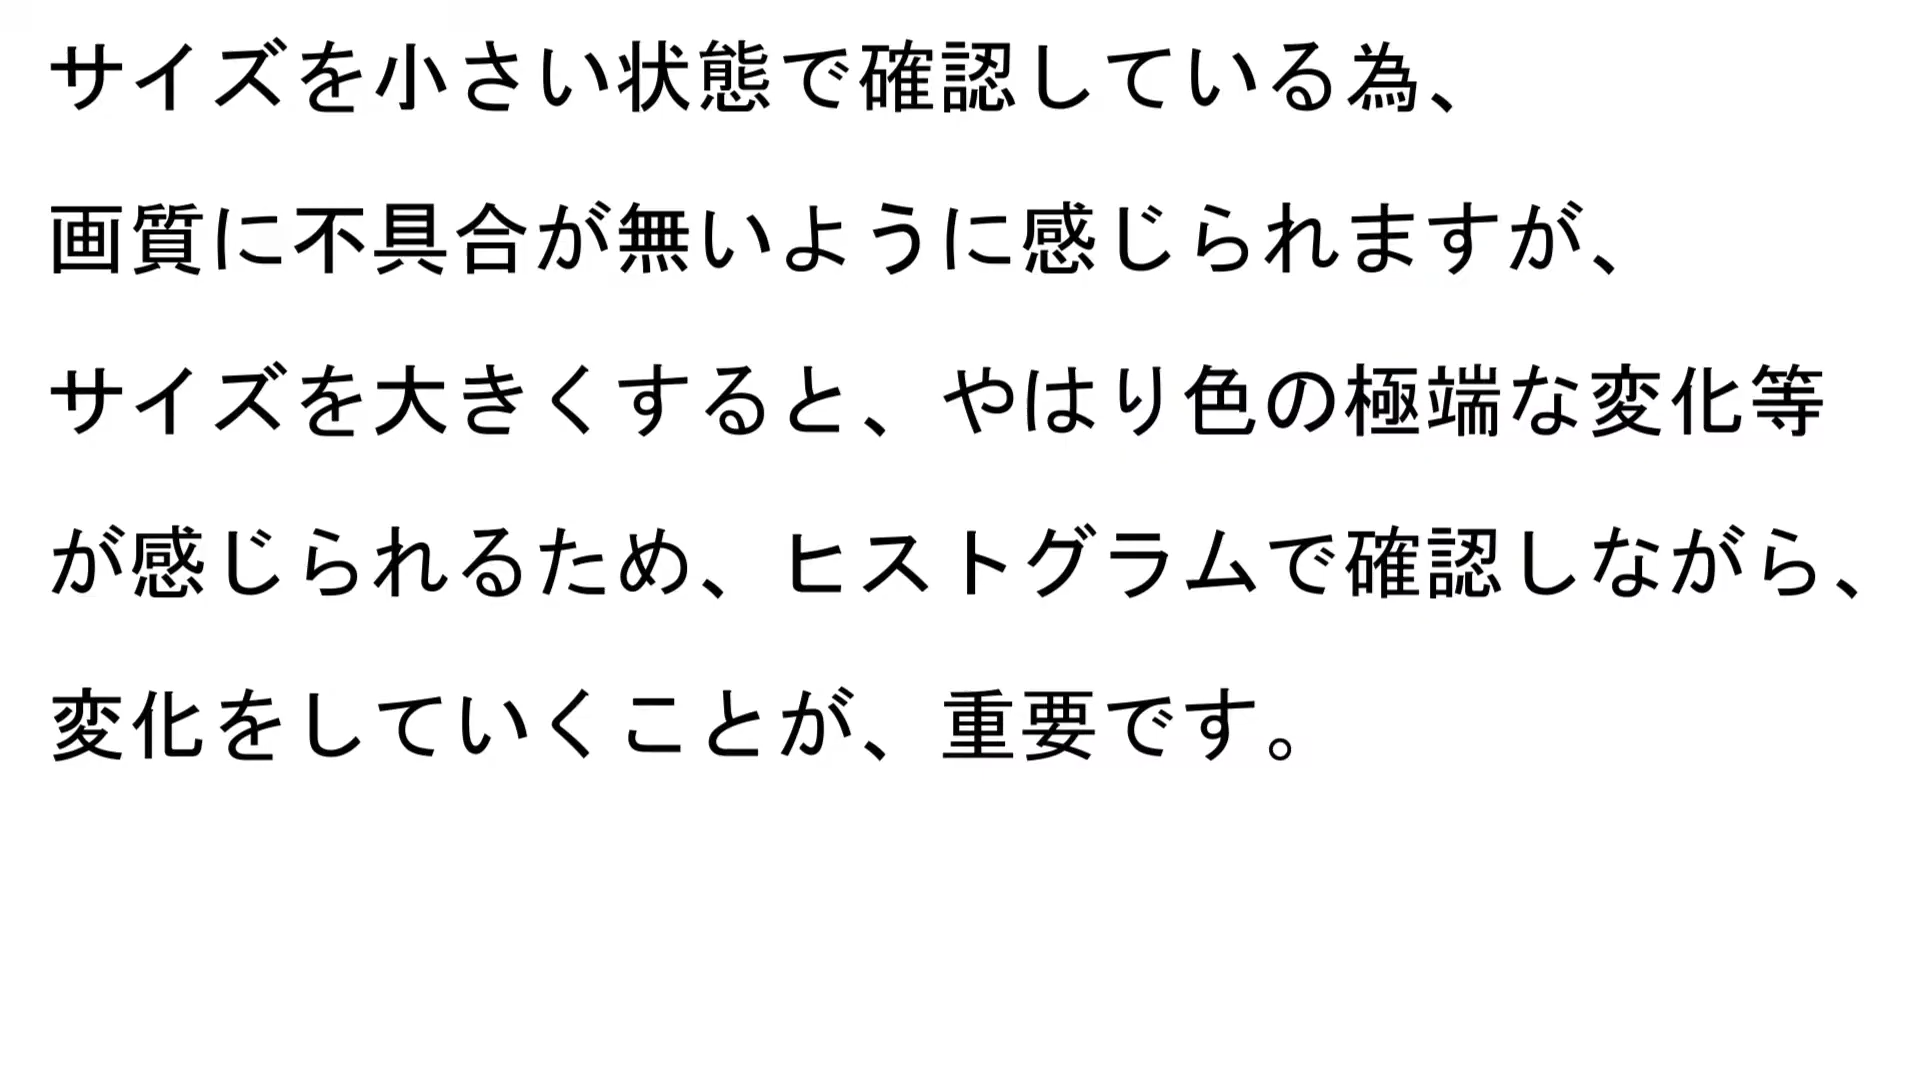 サイズを小さい状態で確認している為、
画質に不具合が無いように感じられますが、
サイズを大きくすると、やはり色の極端な変化等
が感じられるため、ヒストグラムで確認しながら、
変化をしていくことが、重要です。